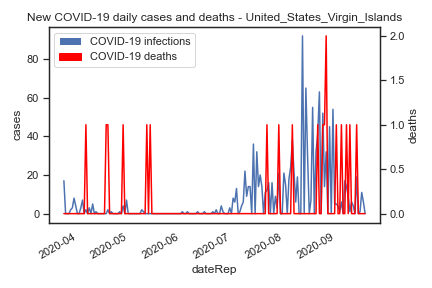 New COVID-19 daily cases and deaths - United_States_Virgin_Islands
COVID-19 infections
COVID-19 deaths
80
60
40
20
0
cases
2.0
1.5
1.0
0.5
0.0
deaths
2020-04
2020-05
2020-06
2020-07
2020-08
2020-09
dateRep